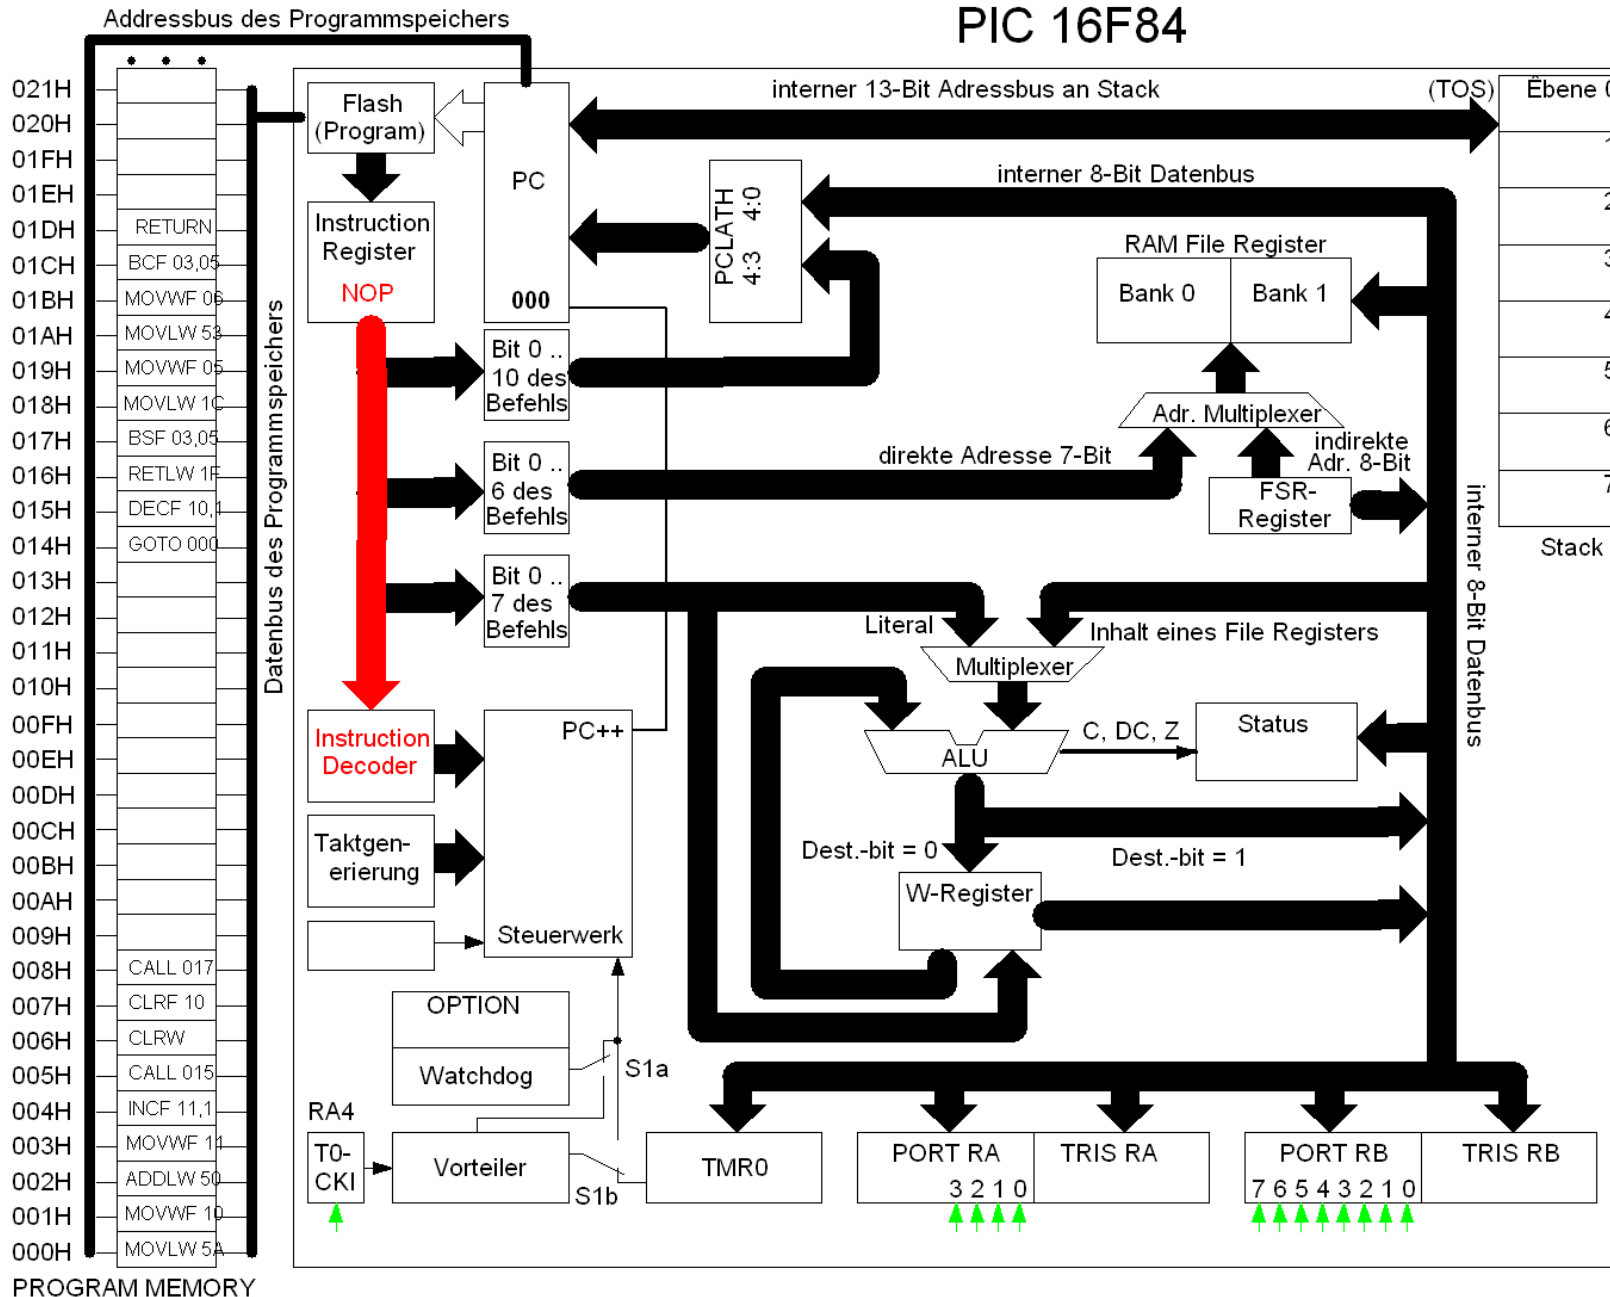 Addressbus des Programmspeichers
PIC 16F84
021H
020H
01FH
01EH
01DH RETURN
01CH BCF 03,05
01BH MOVWF 06
01AH MOVLW 53
019H MOVWF 05
018H MOVLW 1C
017H BSF 03,05
016H RETLW 1F
015H DECF 10,1
014H GOTO 000
013H
012H
011H
010H
00FH
00EH
00DH
00CH
00BH
00AH
009H
008H CALL 017
007H CLRF 10
006H CLRW
005H CALL 015
004H INCF 11,1
003H MOVWF 11
002H ADDLW 50
001H MOVWF 10
000H MOVLW 5A
PROGRAM MEMORY
Datenbus des Programmspeichers
Flash
(Program)
Instruction
Register
NOP
PC
000
interner 13-Bit Adressbus an Stack
(TOS)
Ebene 0
1
2
3
4
5
6
7
Stack
interner 8-Bit Datenbus
PCLATH
4:3 4:0
RAM File Register
Bank 0
Bank 1
Adr. Multiplexer
indirekte
Adr. 8-Bit
FSR-
Register
direkte Adresse 7-Bit
Bit 0 ..
10 des
Befehls
Bit 0 ..
6 des
Befehls
Bit 0 ..
7 des
Befehls
interner 8-Bit Datenbus
Literal
Inhalt eines File Registers
Multiplexer
ALU
C, DC, Z
Status
Dest.-bit = 0
Dest.-bit = 1
W-Register
Instruction
Decoder
PC++
Taktgen-
erierung
Steuerwerk
OPTION
Watchdog
S1a
RA4
T0-
CKI
Vorteiler
S1b
TMR0
PORT RA
3 2 1 0
TRIS RA
PORT RB
7 6 5 4 3 2 1 0
TRIS RB